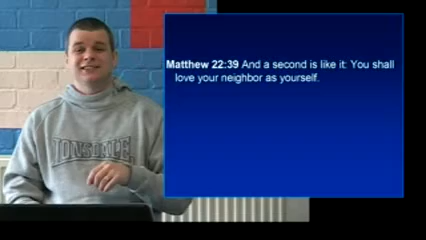 Matthew 22:39 And a second is like it: You shall
love your neighbor as yourself.
LONSDALE